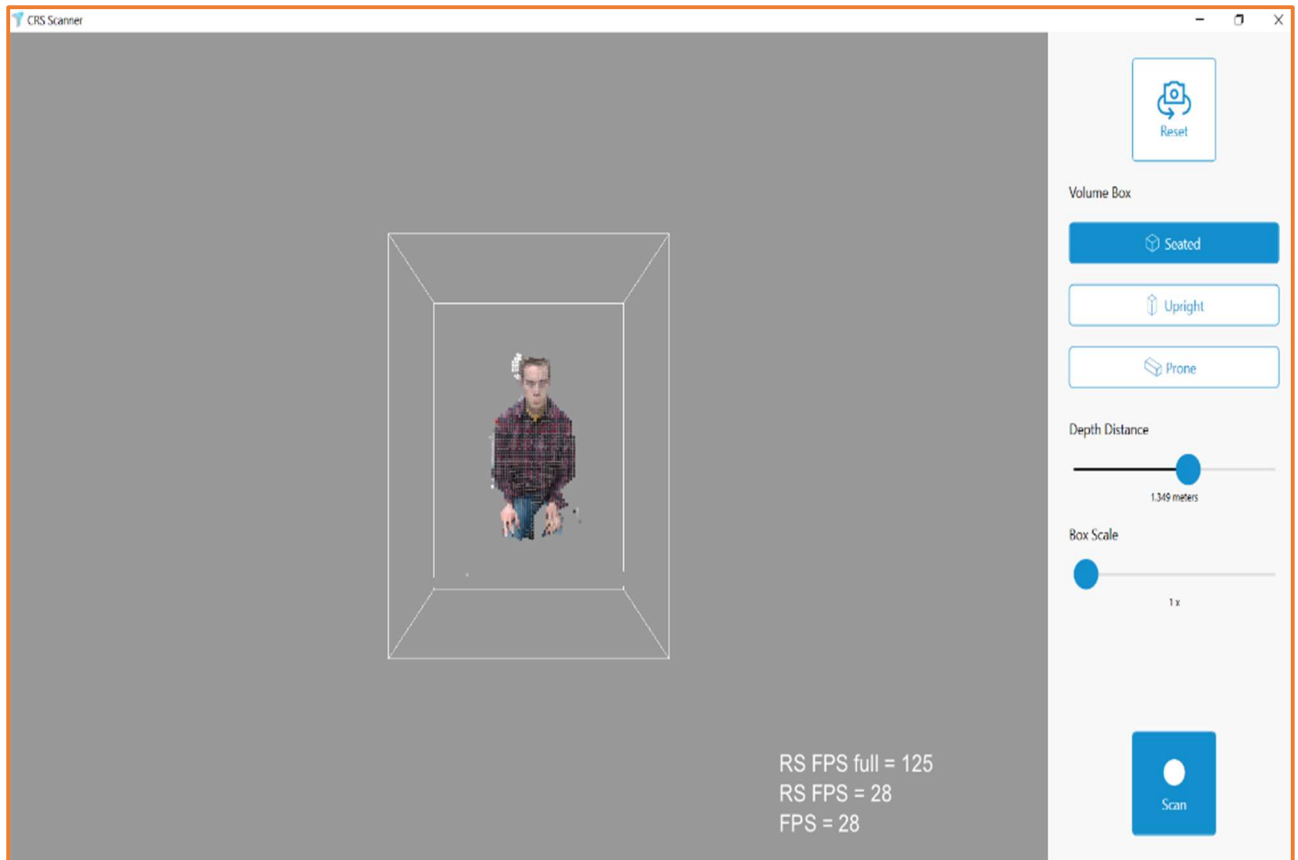 CRS Scanner
Reset
Volume Box
Seated
Upright
Prone
Depth Distance
1.349 meters
Box Scale
1 x
RS FPS full = 125
RS FPS = 28
FPS = 28
Scan